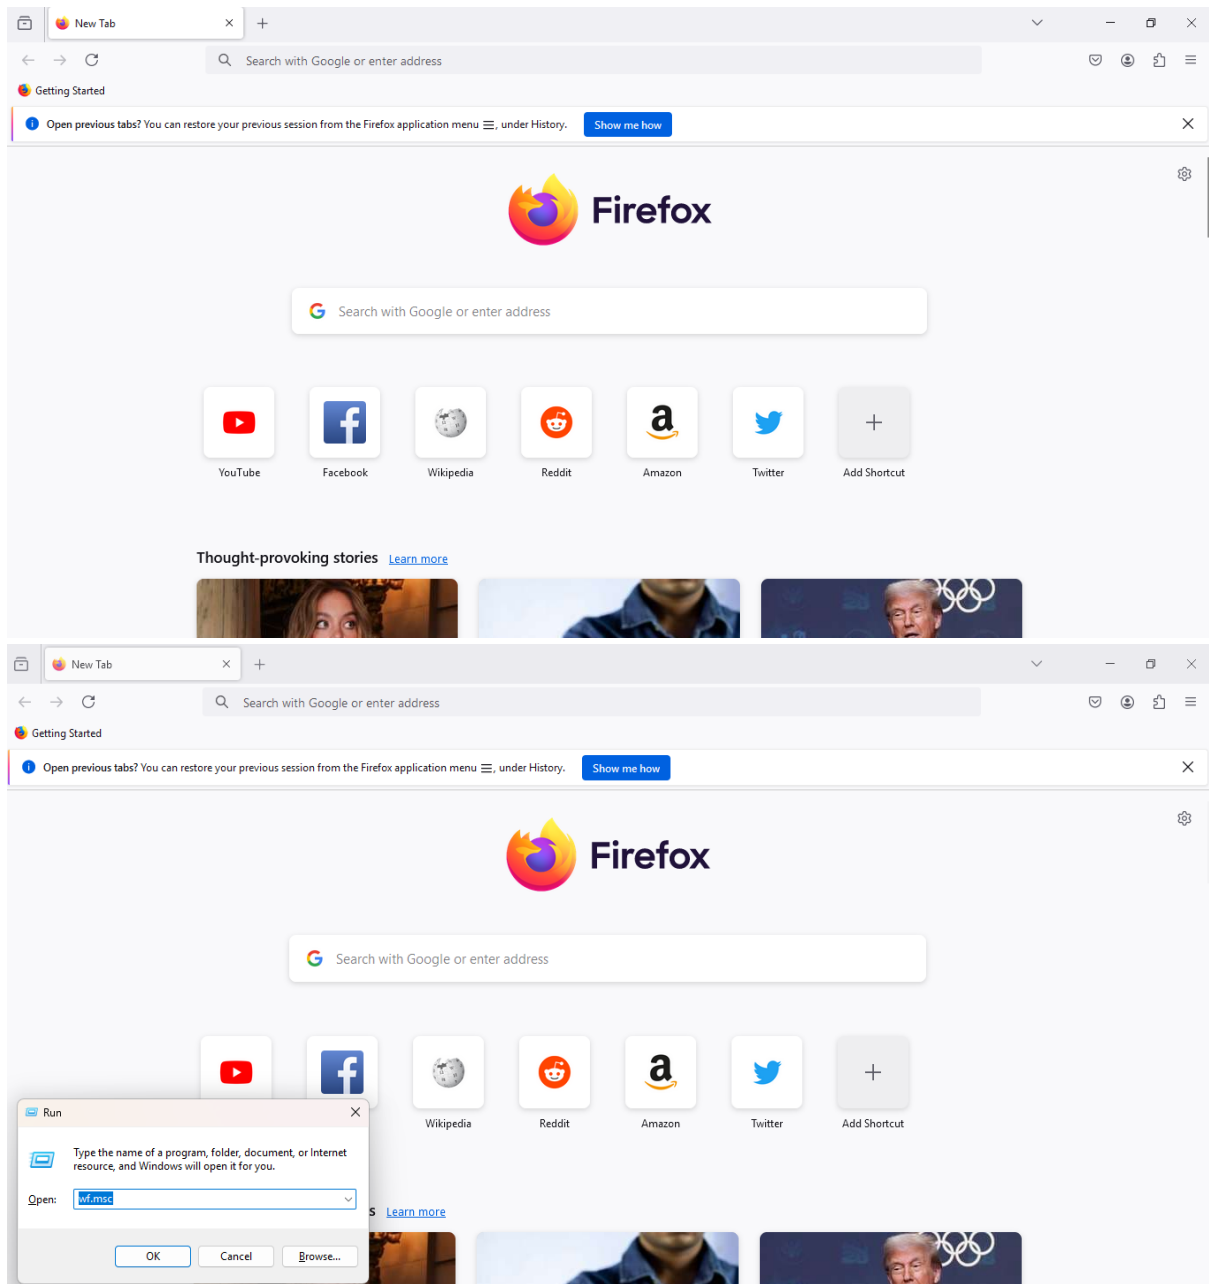 New Tab
Search with Google or enter address
Getting Started
Open previous tabs? You can restore your previous session from the Firefox application menu ☰, under History. Show me how
Firefox
Search with Google or enter address
YouTube Facebook Wikipedia Reddit Amazon Twitter Add Shortcut
Thought-provoking stories Learn more
New Tab
Search with Google or enter address
Getting Started
Open previous tabs? You can restore your previous session from the Firefox application menu ☰, under History. Show me how
Firefox
Search with Google or enter address
Wikipedia Reddit Amazon Twitter Add Shortcut
Run
Type the name of a program, folder, document, or Internet
resource, and Windows will open it for you.
Open: wf.msc
s Learn more
OK Cancel Browse...